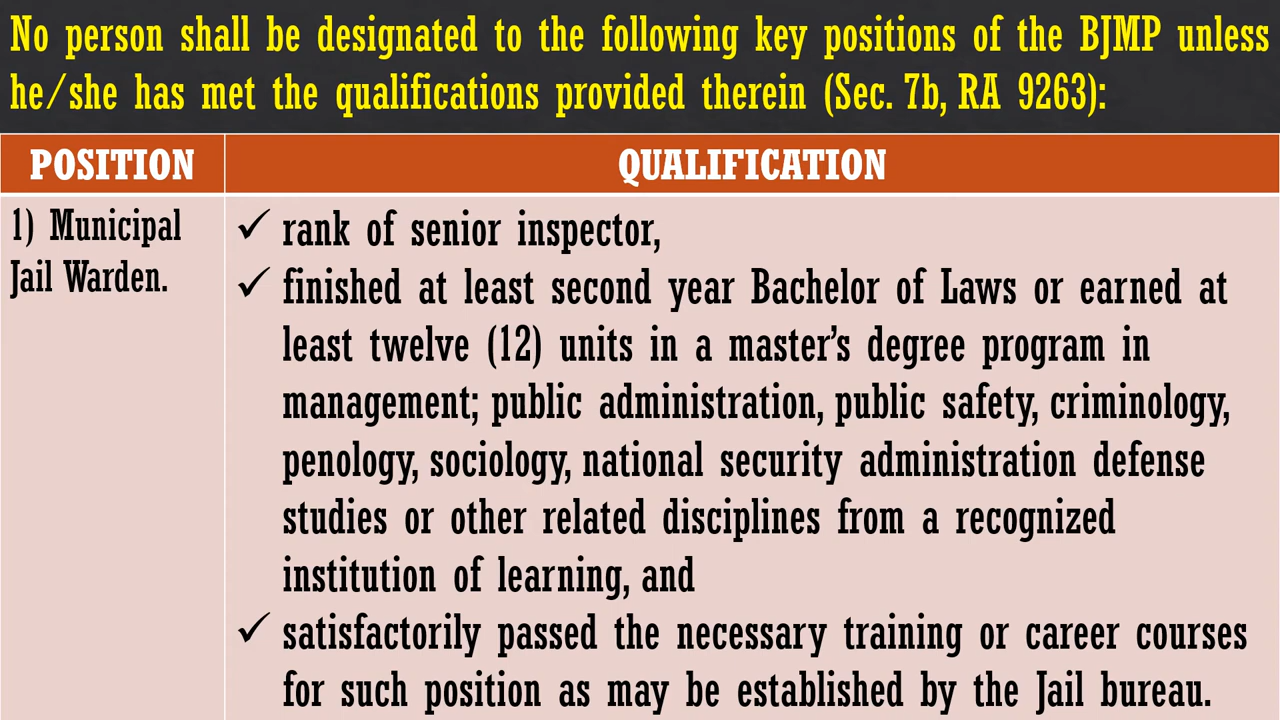 No person shall be designated to the following key positions of the BJMP unless
he/she has met the qualifications provided therein (Sec. 7b, RA 9263):
POSITION
QUALIFICATION
1) Municipal
Jail Warden.
✓ rank of senior inspector,
✓ finished at least second year Bachelor of Laws or earned at
least twelve (12) units in a master's degree program in
management; public administration, public safety, criminology,
penology, sociology, national security administration defense
studies or other related disciplines from a recognized
institution of learning, and
✓ satisfactorily passed the necessary training or career courses
for such position as may be established by the Jail bureau.